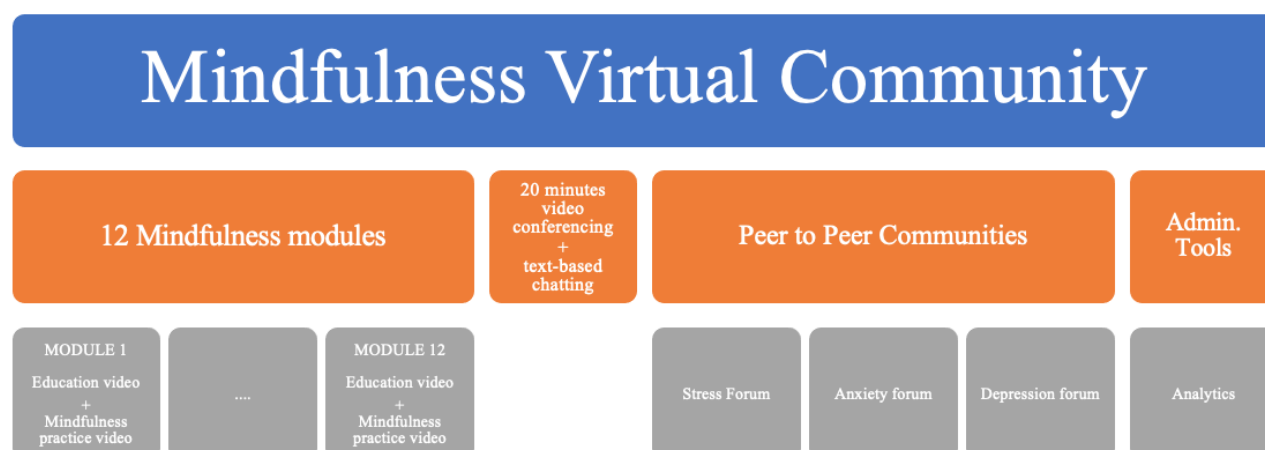 Mindfulness Virtual Community
12 Mindfulness modules
20 minutes
video
conferencing
+
text-based
chatting
Peer to Peer Communities
Admin.
Tools
MODULE 1
Education video
+
Mindfulness
practice video
....
MODULE 12
Education video
+
Mindfulness
practice video
Stress Forum
Anxiety forum
Depression forum
Analytics